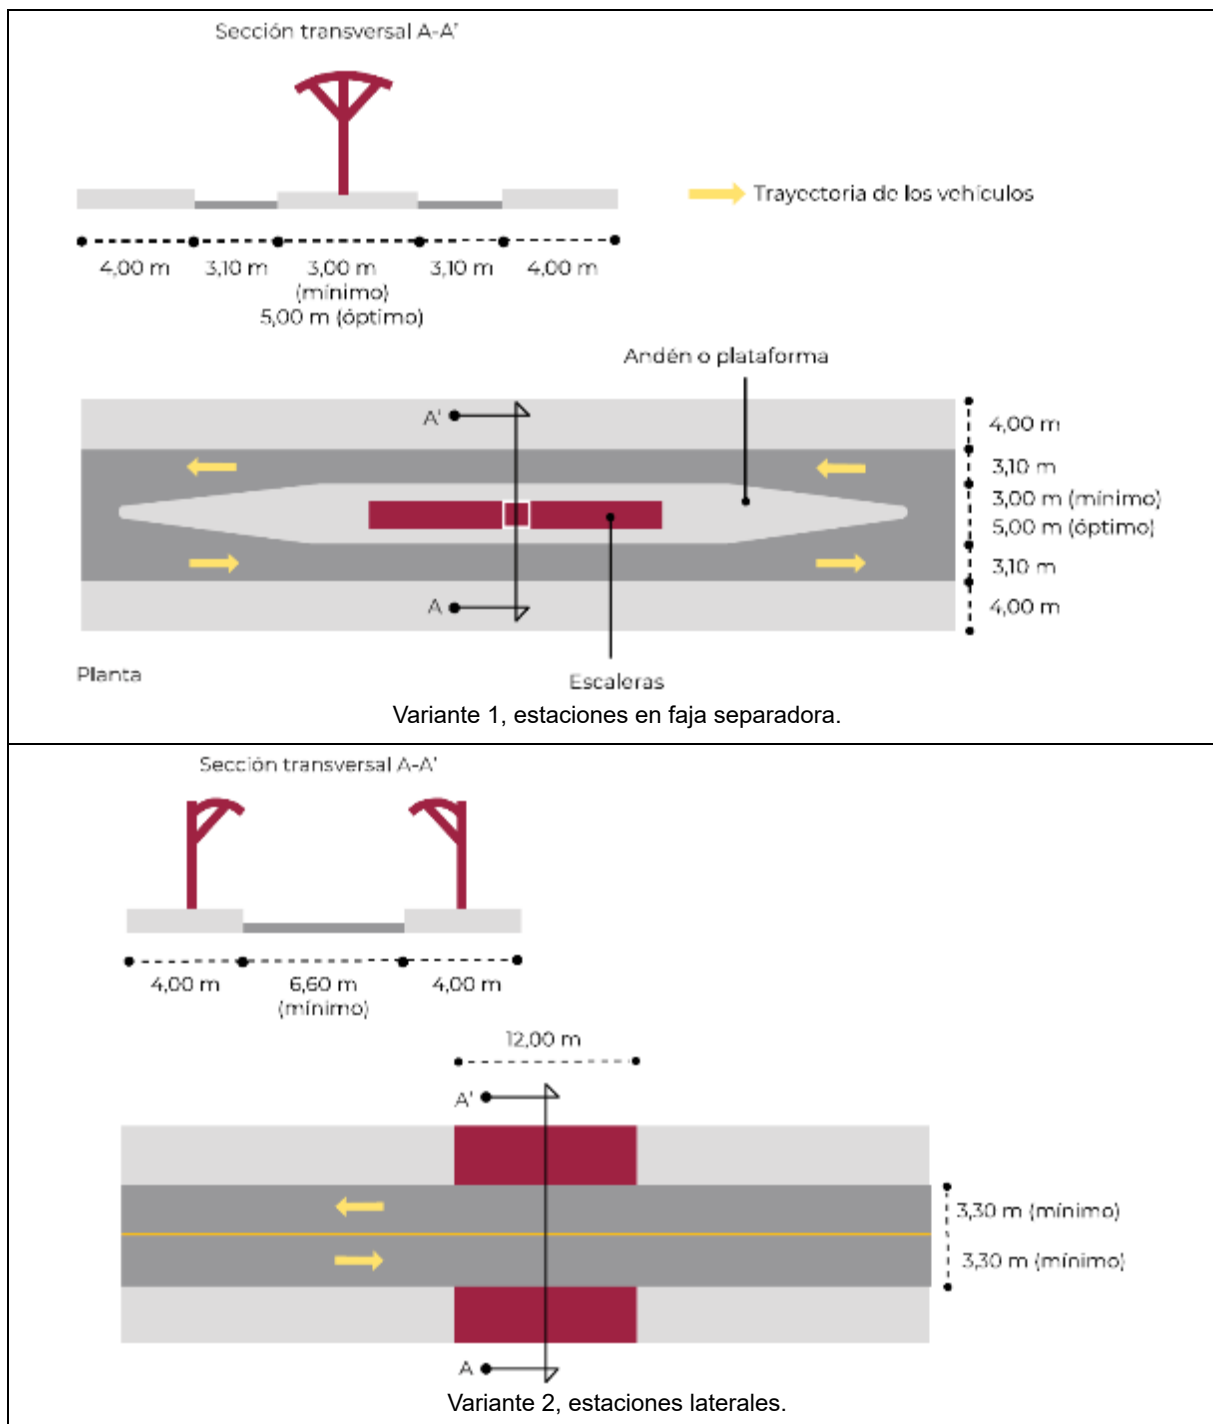 Sección transversal A-A'
Trayectoria de los vehículos
4,00 m 3,10 m 3,00 m 3,10 m 4,00 m
(mínimo)
5,00 m (óptimo)
Andén o plataforma
A'
4,00 m
3,10 m
3,00 m (mínimo)
5,00 m (óptimo)
3,10 m
A
4,00 m
Planta
Escaleras
Variante 1, estaciones en faja separadora.
Sección transversal A-A'
4,00 m 6,60 m 4,00 m
(mínimo)
12,00 m
A'
3,30 m (mínimo)
3,30 m (mínimo)
A
Variante 2, estaciones laterales.